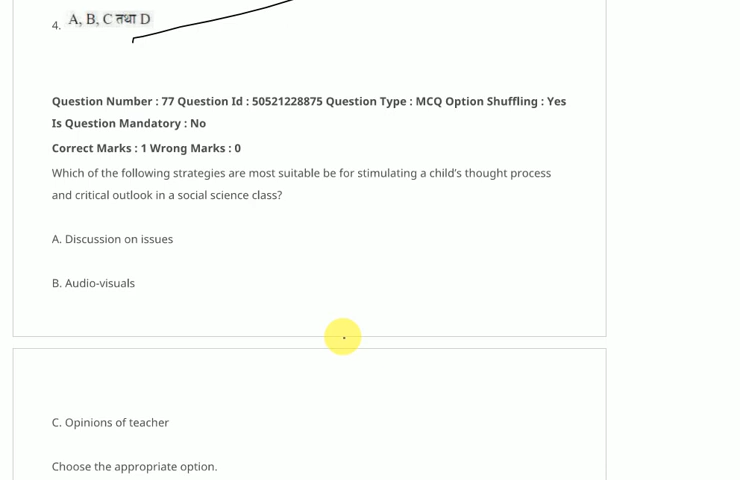 4. A, B, C तथा D
Question Number : 77 Question Id : 50521228875 Question Type : MCQ Option Shuffling : Yes
Is Question Mandatory : No
Correct Marks : 1 Wrong Marks : 0
Which of the following strategies are most suitable be for stimulating a child's thought process
and critical outlook in a social science class?
A. Discussion on issues
B. Audio-visuals
C. Opinions of teacher
Choose the appropriate option.